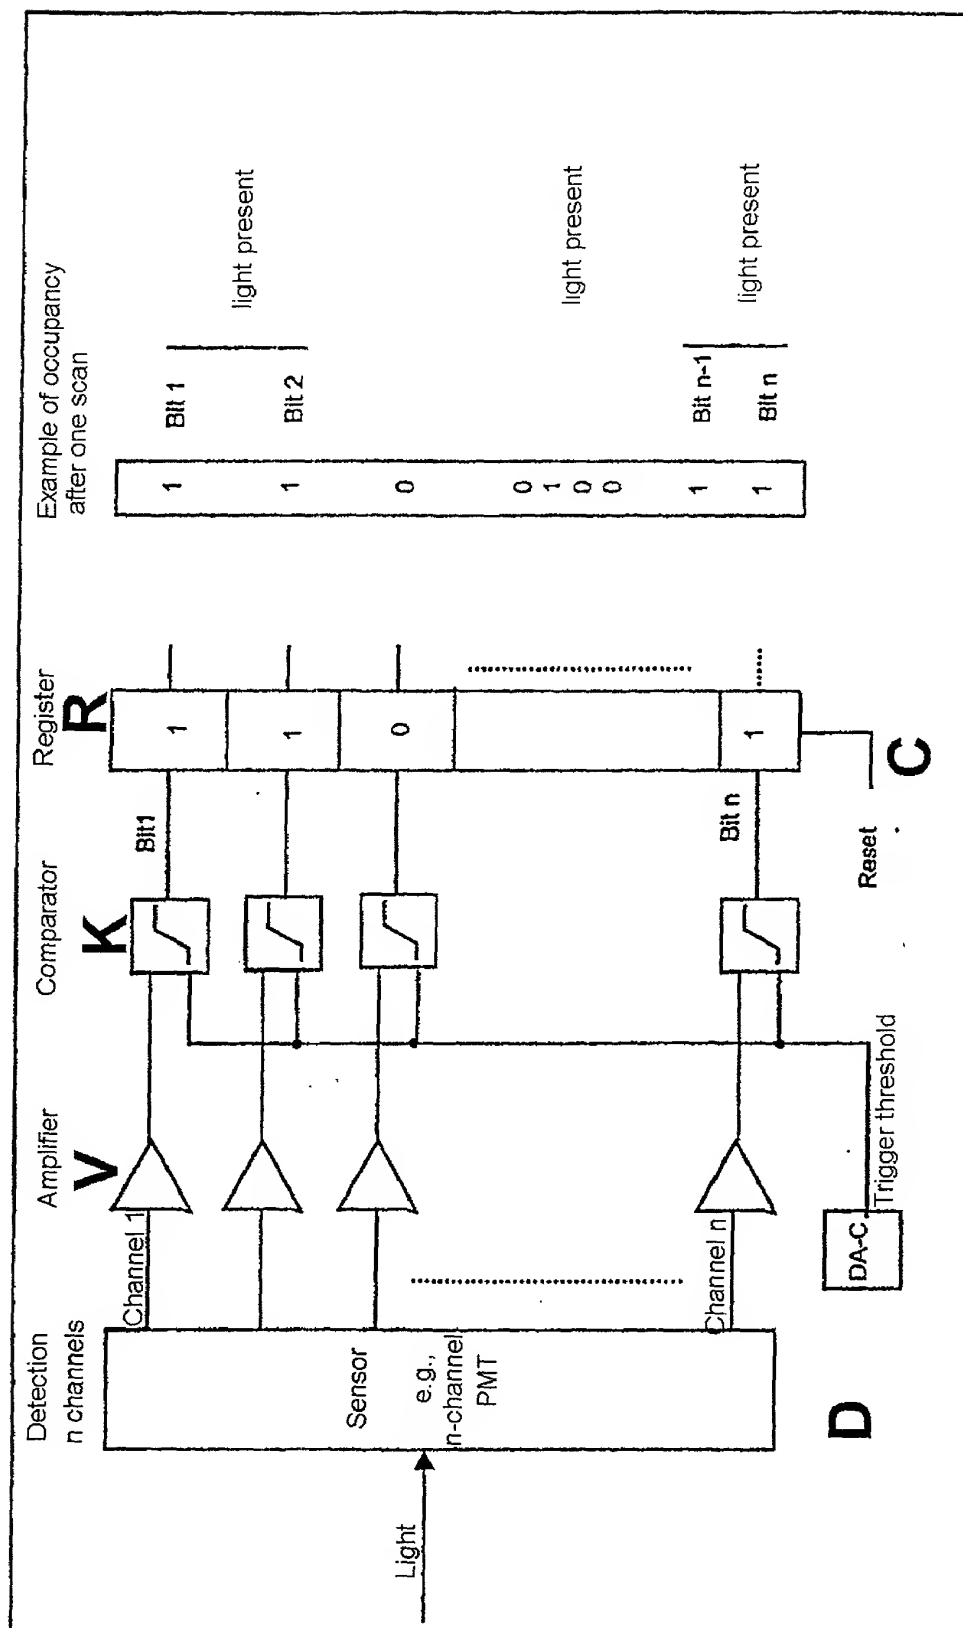 Detection
n channels
Amplifier
Comparator
Register
Example of occupancy
after one scan
V
K
R
Light
Sensor
e.g.,
n-channel
PMT
Channel 1
Bit1
1
1
Bit 1
light present
1
1
Bit 2
0
0
0
1
0
0
light present
1
Bit n-1
light present
Channel n
Bit n
1
1
Bit n
D
DA-C
Trigger threshold
Reset
C